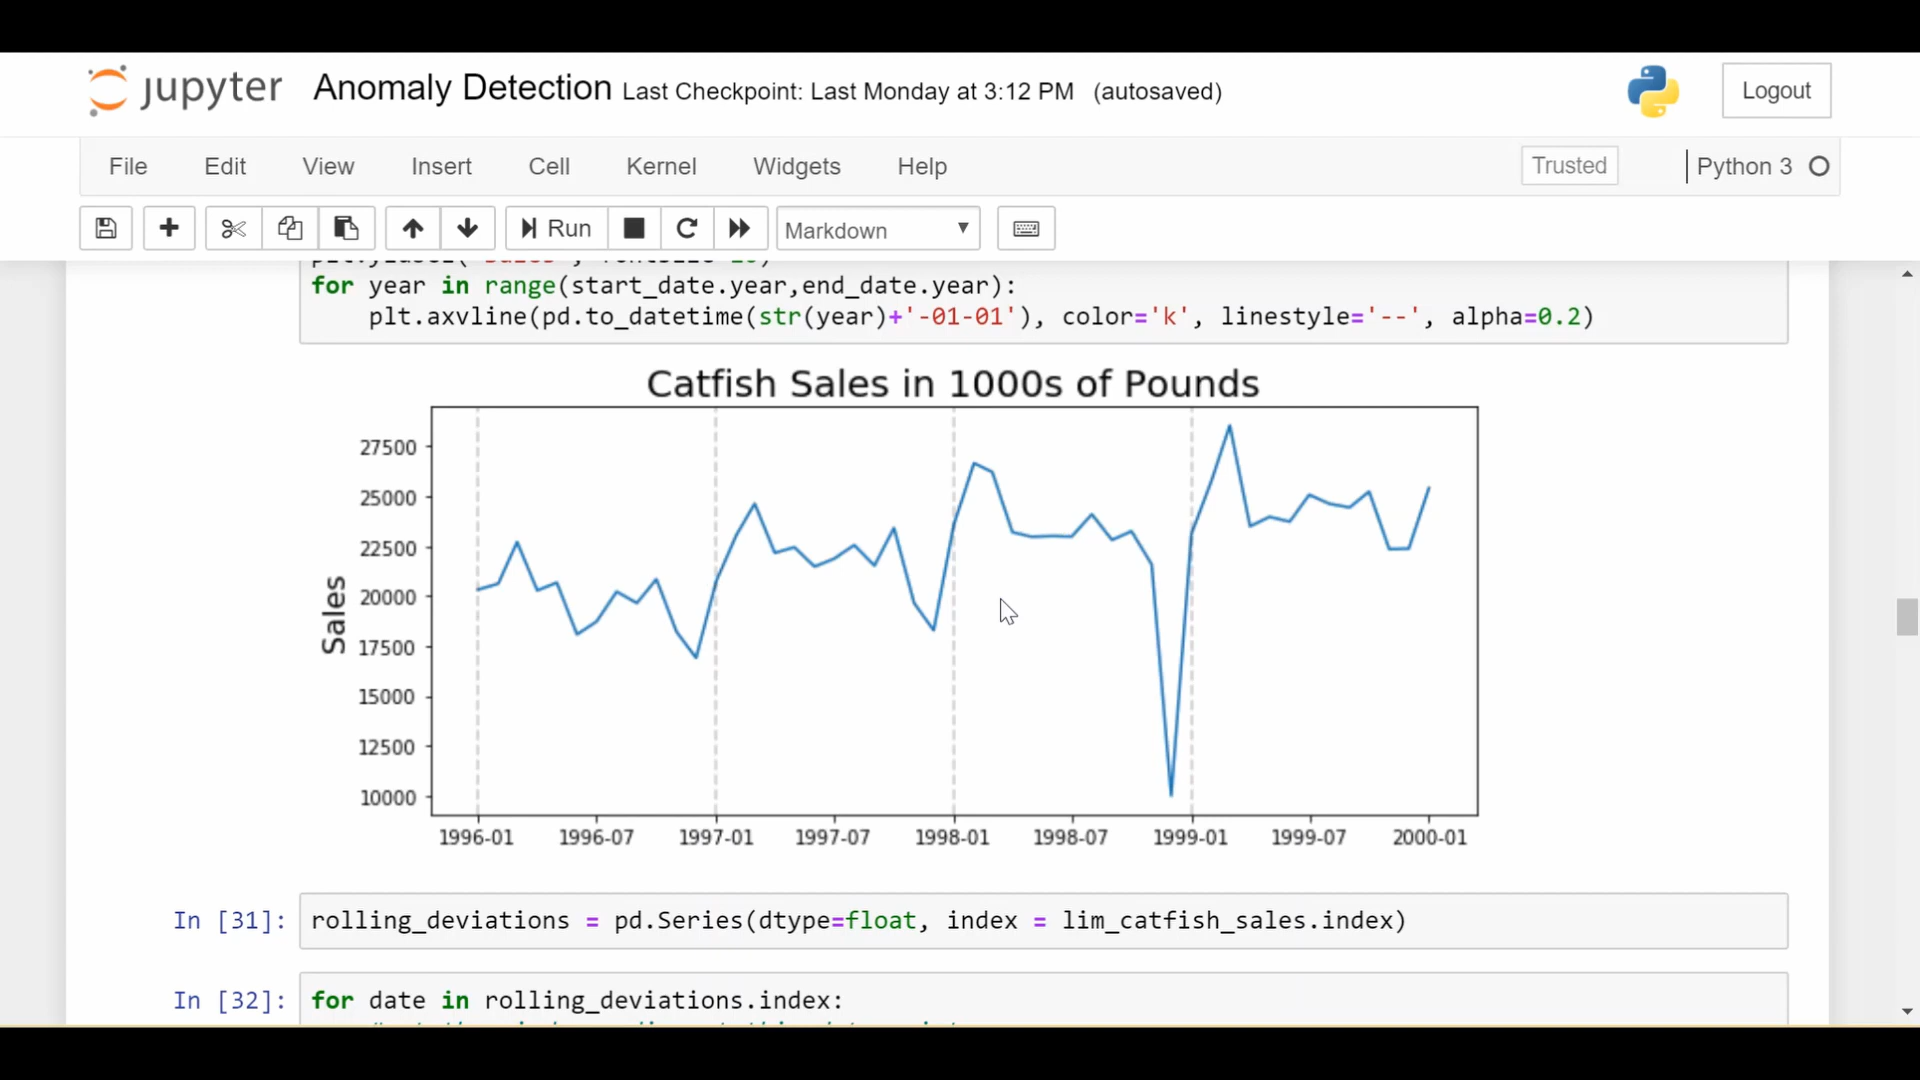 jupyter Anomaly Detection Last Checkpoint: Last Monday at 3:12 PM (autosaved) Logout
File Edit View Insert Cell Kernel Widgets Help Trusted Python 3
Run Markdown
for year in range(start_date.year,end_date.year):
plt.axvline(pd.to_datetime(str(year)+'-01-01'), color='k', linestyle='--', alpha=0.2)
Catfish Sales in 1000s of Pounds
27500
25000
22500
20000
17500
15000
12500
10000
Sales
1996-01 1996-07 1997-01 1997-07 1998-01 1998-07 1999-01 1999-07 2000-01
In [31]: rolling_deviations = pd.Series(dtype=float, index = lim_catfish_sales.index)
In [32]: for date in rolling_deviations.index: